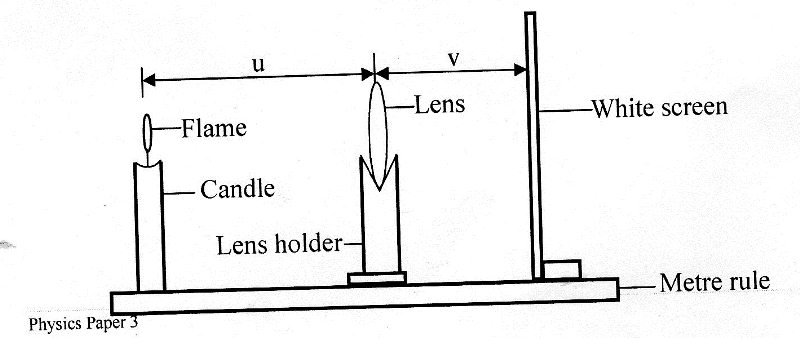 u
v
Lens
White screen
Flame
Candle
Lens holder
Metre rule
Physics Paper 3